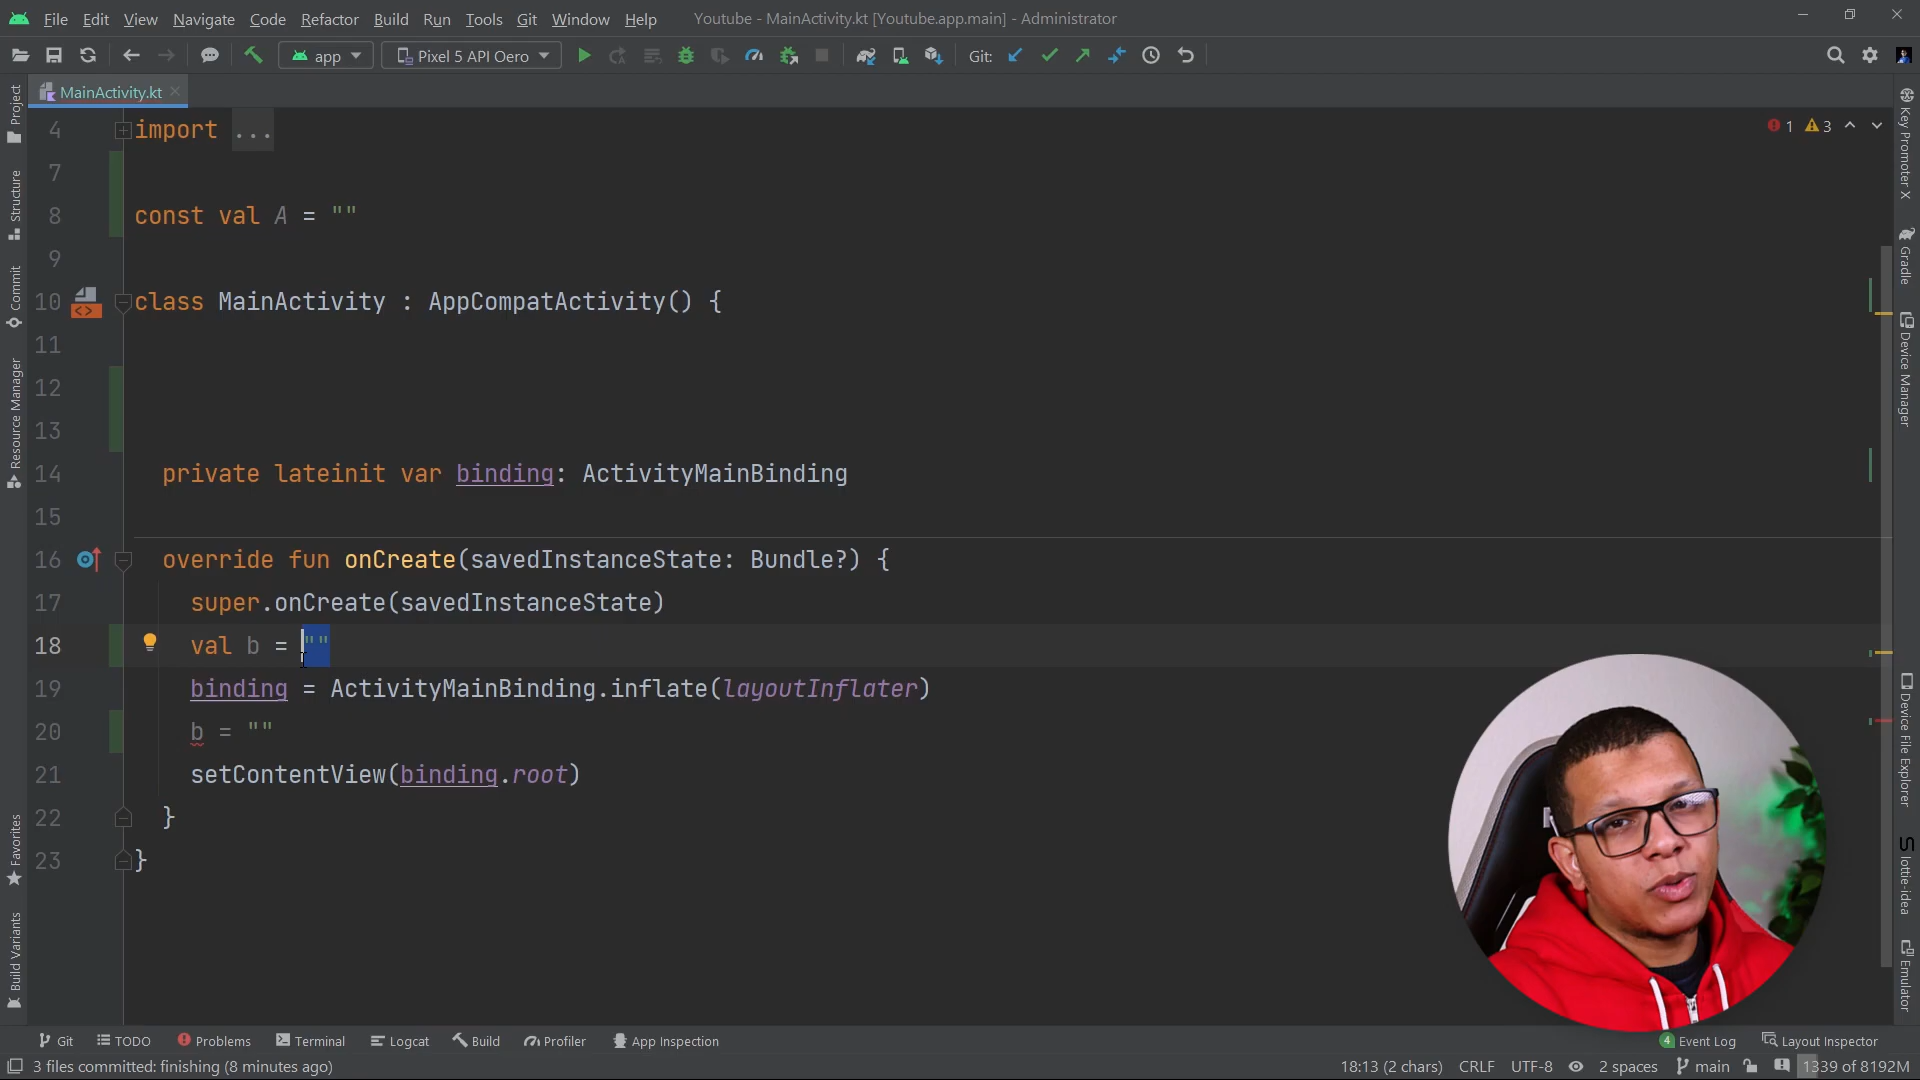 File Edit View Navigate Code Refactor Build Run Tools Git Window Help Youtube - MainActivity.kt [Youtube.app.main] - Administrator
app Pixel 5 API Oero Git:
MainActivity.kt
1 3
4 import ...
7
8 const val A = ""
9
10 class MainActivity : AppCompatActivity() {
11
12
13
14 private lateinit var binding: ActivityMainBinding
15
16 override fun onCreate(savedInstanceState: Bundle?) {
17 super.onCreate(savedInstanceState)
18 val b = ""
19 binding = ActivityMainBinding.inflate(layoutInflater)
20 b = ""
21 setContentView(binding.root)
22 }
23 }
Project
Structure
Commit
Resource Manager
Favorites
Build Variants
Key Promoter X
Gradle
Device Manager
Device File Explorer
lottie-idea
Emulator
Git TODO Problems Terminal Logcat Build Profiler App Inspection 4 Event Log Layout Inspector
3 files committed: finishing (8 minutes ago) 18:13 (2 chars) CRLF UTF-8 2 spaces main 1339 of 8192M